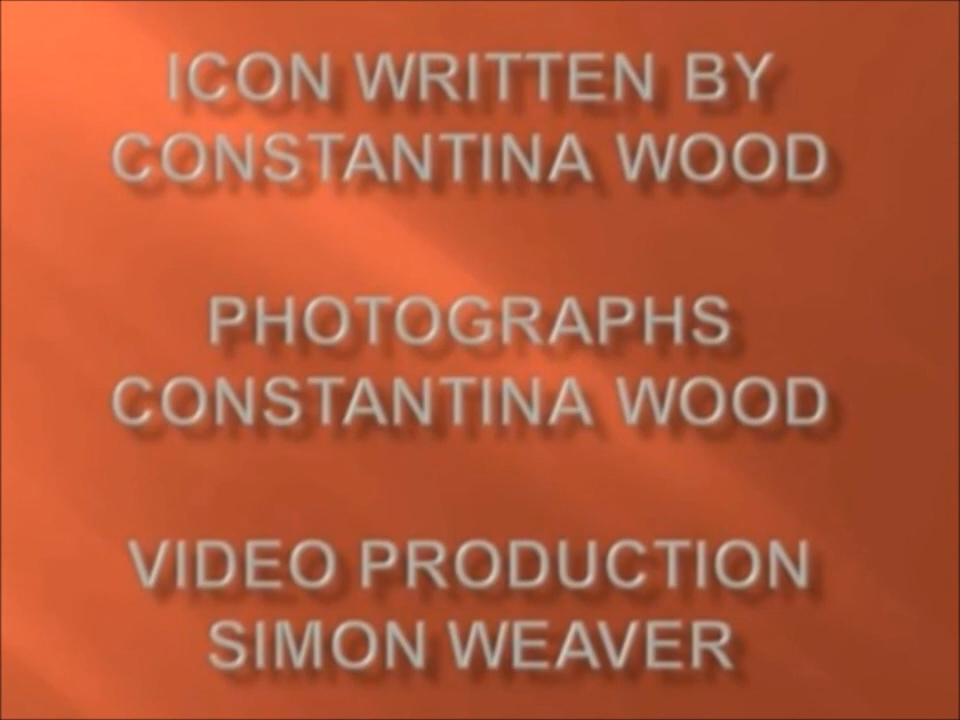 ICON WRITTEN BY
CONSTANTINA WOOD
PHOTOGRAPHS
CONSTANTINA WOOD
VIDEO PRODUCTION
SIMON WEAVER